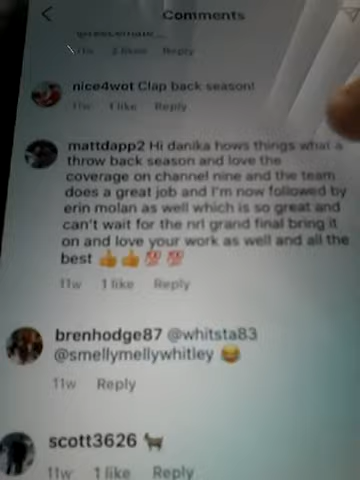 Comments
11w 2 likes Reply
nice4wot Clap back season!
11w 1 like Reply
mattdapp2 Hi danika hows things what a
throw back season and love the
coverage on channel nine and the team
does a great job and I'm now followed by
erin molan as well which is so great and
can't wait for the nrl grand final bring it
on and love your work as well and all the
best 👍 👍 💯 💯
11w 1 like Reply
brenhodge87 @whitsta83
@smellymellywhitley 😂
11w Reply
scott3626 🐐
11w 1 like Reply